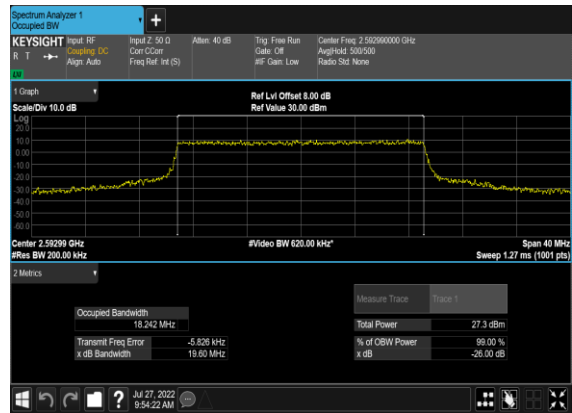 Spectrum Analyzer 1
Occupied BW
+
KEYSIGHT
R T
LW
Input: RF
Coupling: DC
Align: Auto
Input Z: 50 Ω
Corr CCorr
Freq Ref: Int (S)
Atten: 40 dB
Trig: Free Run
Gate: Off
#IF Gain: Low
Center Freq: 2.592990000 GHz
Avg|Hold: 500/500
Radio Std: None
1 Graph
Scale/Div 10.0 dB
Ref Lvl Offset 8.00 dB
Ref Value 30.00 dBm
Log
20.0
10.0
0.00
-10.0
-20.0
-30.0
-40.0
-50.0
-60.0
Center 2.59299 GHz
#Res BW 200.00 kHz
#Video BW 620.00 kHz*
Span 40 MHz
Sweep 1.27 ms (1001 pts)
2 Metrics
Measure Trace Trace 1
Occupied Bandwidth
18.242 MHz
Total Power 27.3 dBm
Transmit Freq Error -5.826 kHz
% of OBW Power 99.00 %
x dB Bandwidth 19.60 MHz
x dB -26.00 dB
?
Jul 27, 2022
9:54:22 AM